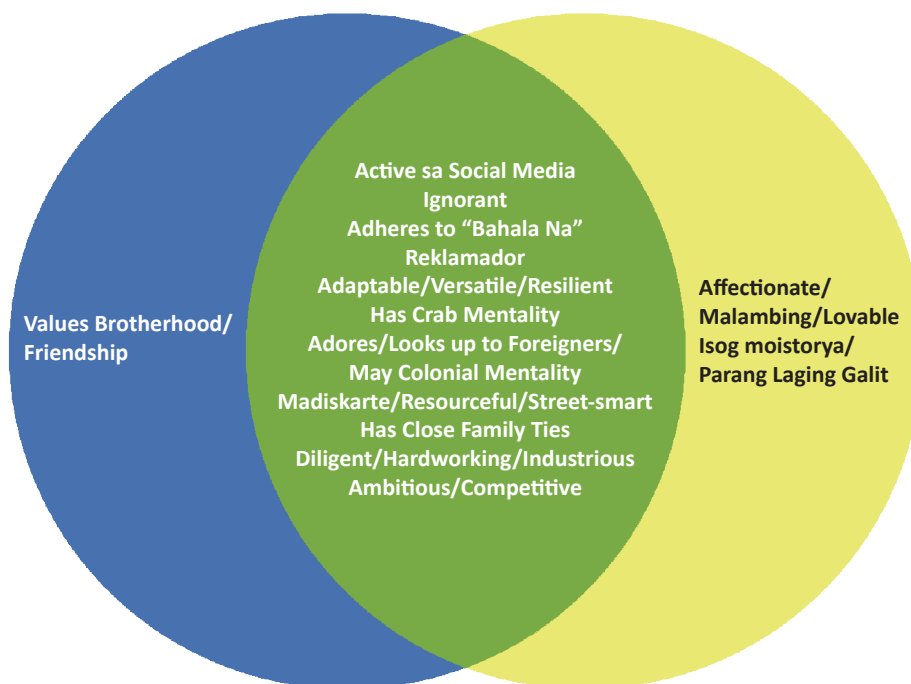 Values Brotherhood/
Friendship
Active sa Social Media
Ignorant
Adheres to “Bahala Na”
Reklamador
Adaptable/Versatile/Resilient
Has Crab Mentality
Adores/Looks up to Foreigners/
May Colonial Mentality
Madiskarte/Resourceful/Street-smart
Has Close Family Ties
Diligent/Hardworking/Industrious
Ambitious/Competitive
Affectionate/
Malambing/Lovable
Isog moistorya/
Parang Laging Galit